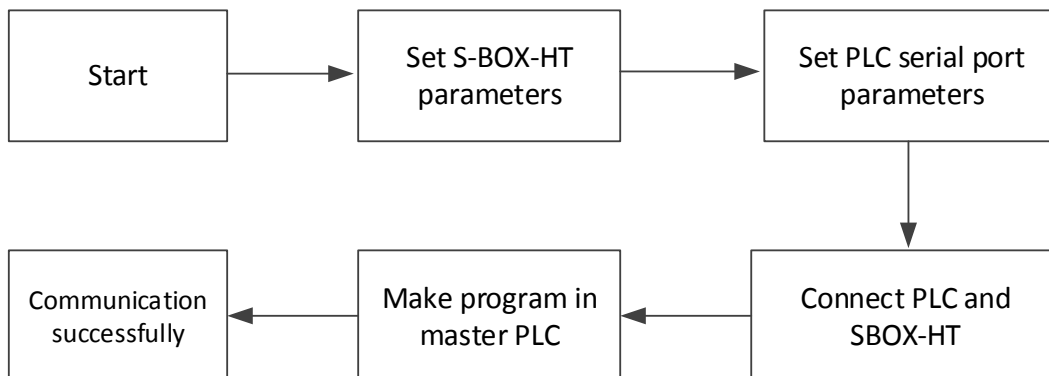 Start
Set S-BOX-HT
parameters
Set PLC serial port
parameters
Connect PLC and
SBOX-HT
Make program in
master PLC
Communication
successfully